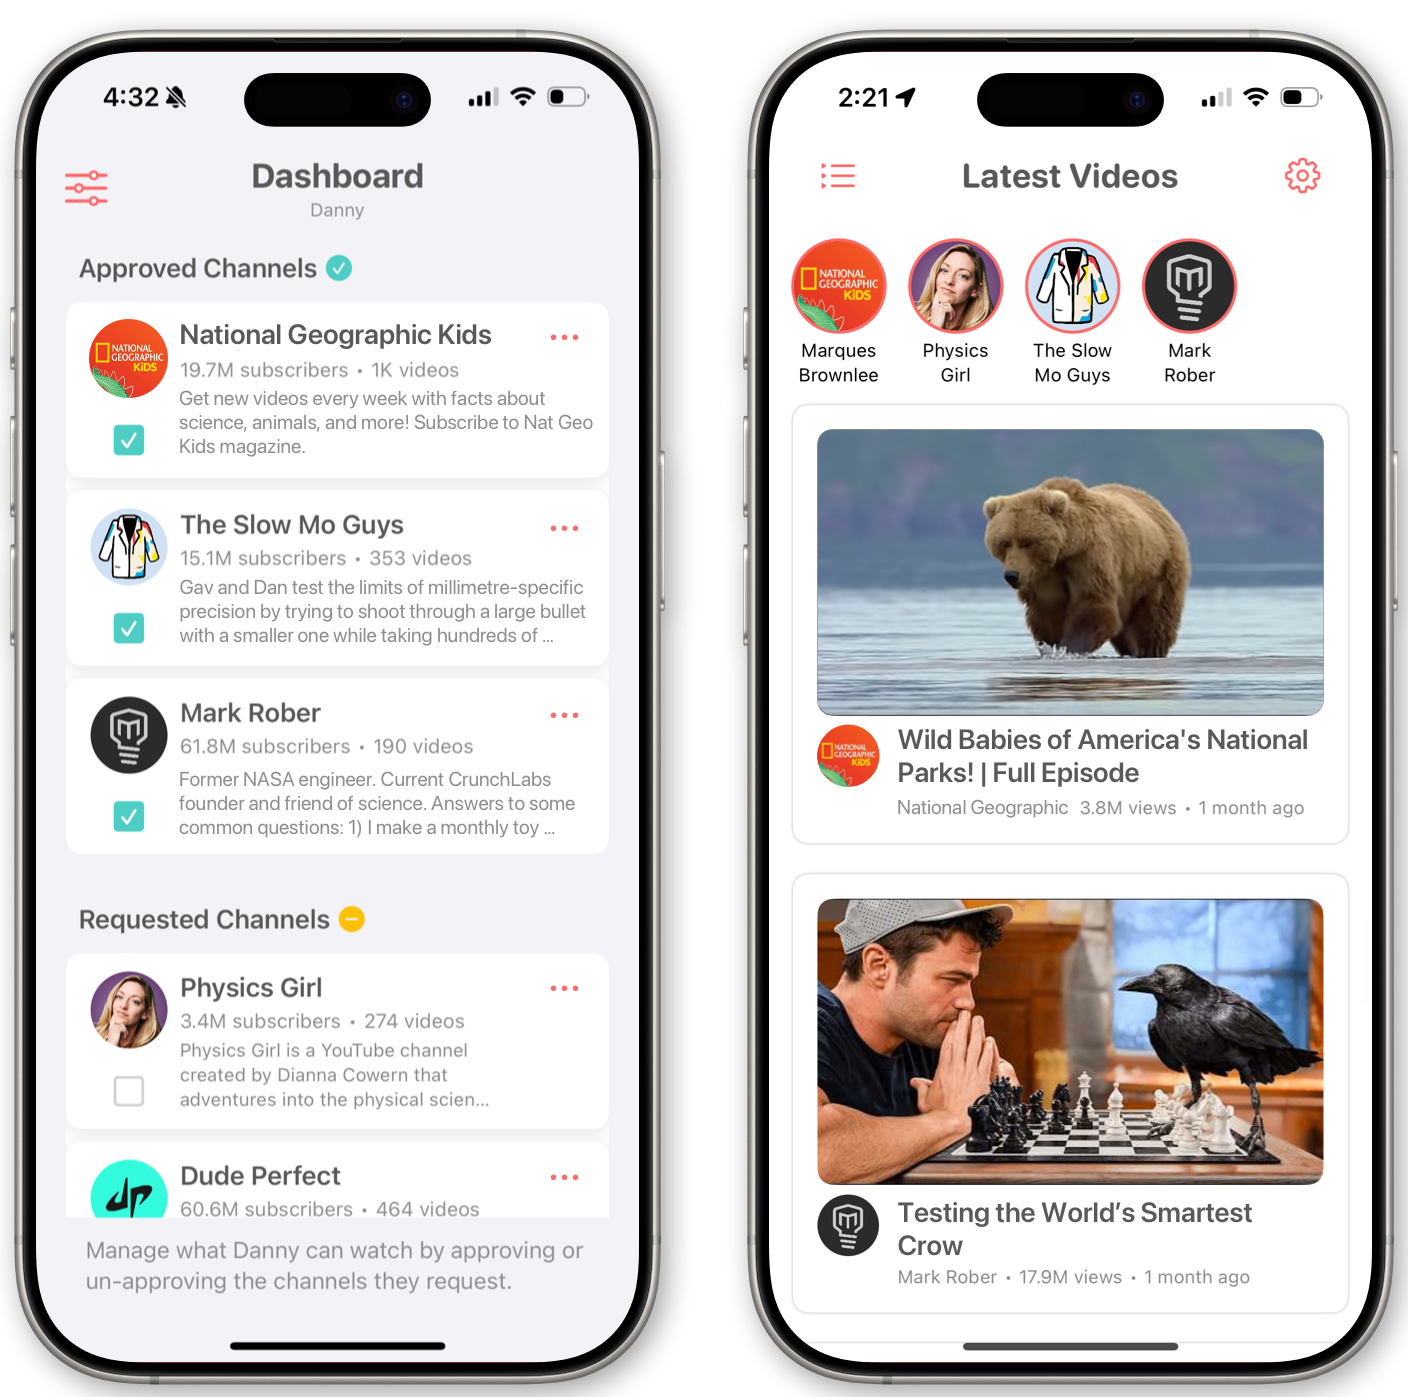 4:32
Dashboard
Danny
Approved Channels
NATIONAL
GEOGRAPHIC
KiDS
National Geographic Kids
19.7M subscribers • 1K videos
Get new videos every week with facts about
science, animals, and more! Subscribe to Nat Geo
Kids magazine.
The Slow Mo Guys
15.1M subscribers • 353 videos
Gav and Dan test the limits of millimetre-specific
precision by trying to shoot through a large bullet
with a smaller one while taking hundreds of ...
Mark Rober
61.8M subscribers • 190 videos
Former NASA engineer. Current CrunchLabs
founder and friend of science. Answers to some
common questions: 1) I make a monthly toy ...
Requested Channels
Physics Girl
3.4M subscribers • 274 videos
Physics Girl is a YouTube channel
created by Dianna Cowern that
adventures into the physical scien...
dp
Dude Perfect
60.6M subscribers • 464 videos
Manage what Danny can watch by approving or
un-approving the channels they request.
2:21
Latest Videos
NATIONAL
GEOGRAPHIC
KiDS
Marques
Brownlee
Physics
Girl
The Slow
Mo Guys
Mark
Rober
NATIONAL
GEOGRAPHIC
KiDS
Wild Babies of America's National
Parks! | Full Episode
National Geographic 3.8M views • 1 month ago
Testing the World’s Smartest
Crow
Mark Rober • 17.9M views • 1 month ago